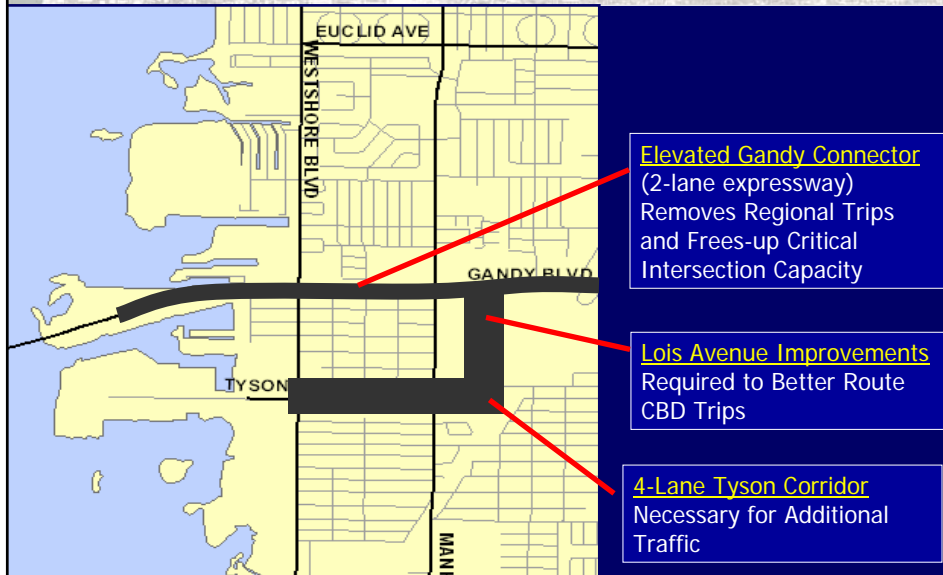 EUCLID AVE
WESTSHORE BLVD
Elevated Gandy Connector
(2-lane expressway)
Removes Regional Trips
and Frees-up Critical
Intersection Capacity
GANDY BLVD
Lois Avenue Improvements
Required to Better Route
CBD Trips
TYSON
4-Lane Tyson Corridor
Necessary for Additional
Traffic